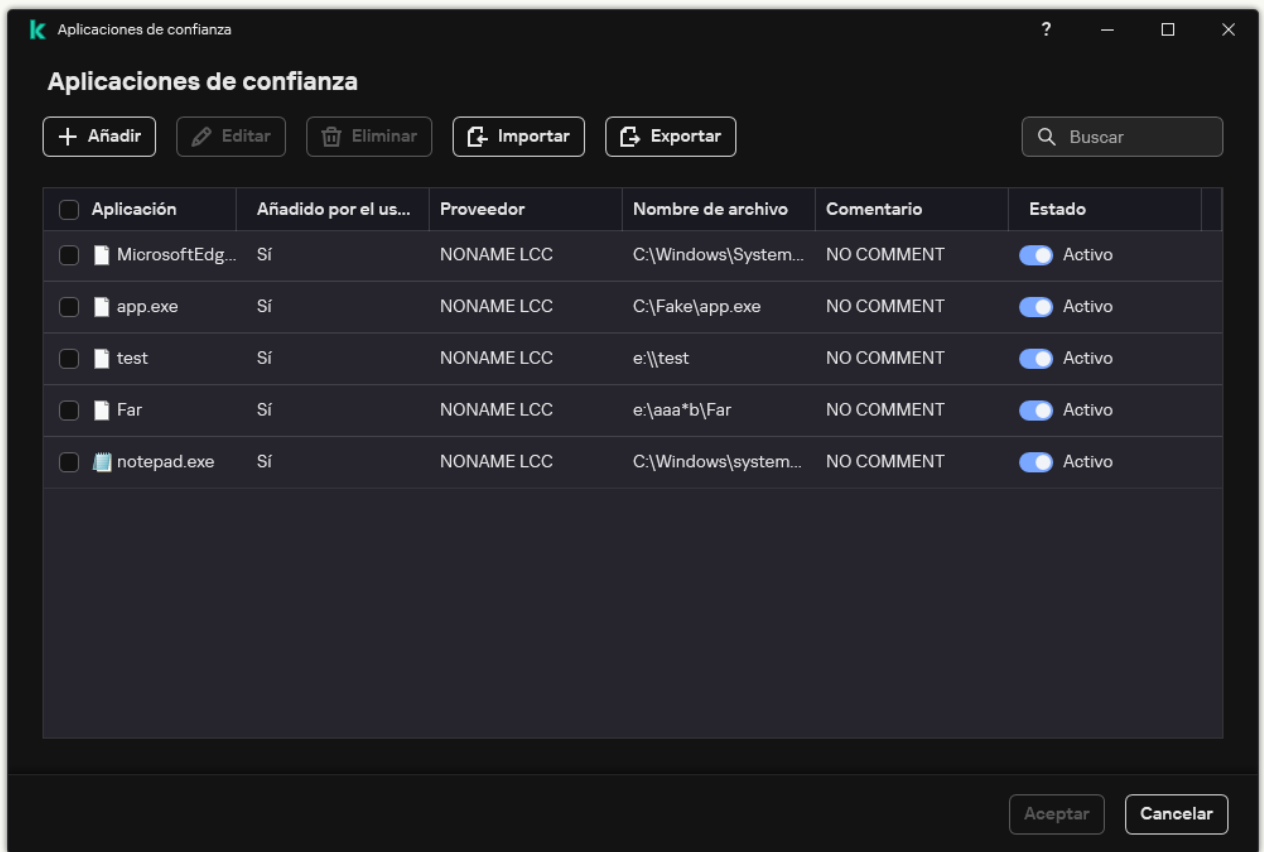 Aplicaciones de confianza
Aplicaciones de confianza
Añadir Editar Eliminar Importar Exportar Buscar
Aplicación Añadido por el us... Proveedor Nombre de archivo Comentario Estado
MicrosoftEdg... Sí NONAME LCC C:\Windows\System... NO COMMENT Activo
app.exe Sí NONAME LCC C:\Fake\app.exe NO COMMENT Activo
test Sí NONAME LCC e:\\test NO COMMENT Activo
Far Sí NONAME LCC e:\aaa*b\Far NO COMMENT Activo
notepad.exe Sí NONAME LCC C:\Windows\system... NO COMMENT Activo
Aceptar Cancelar